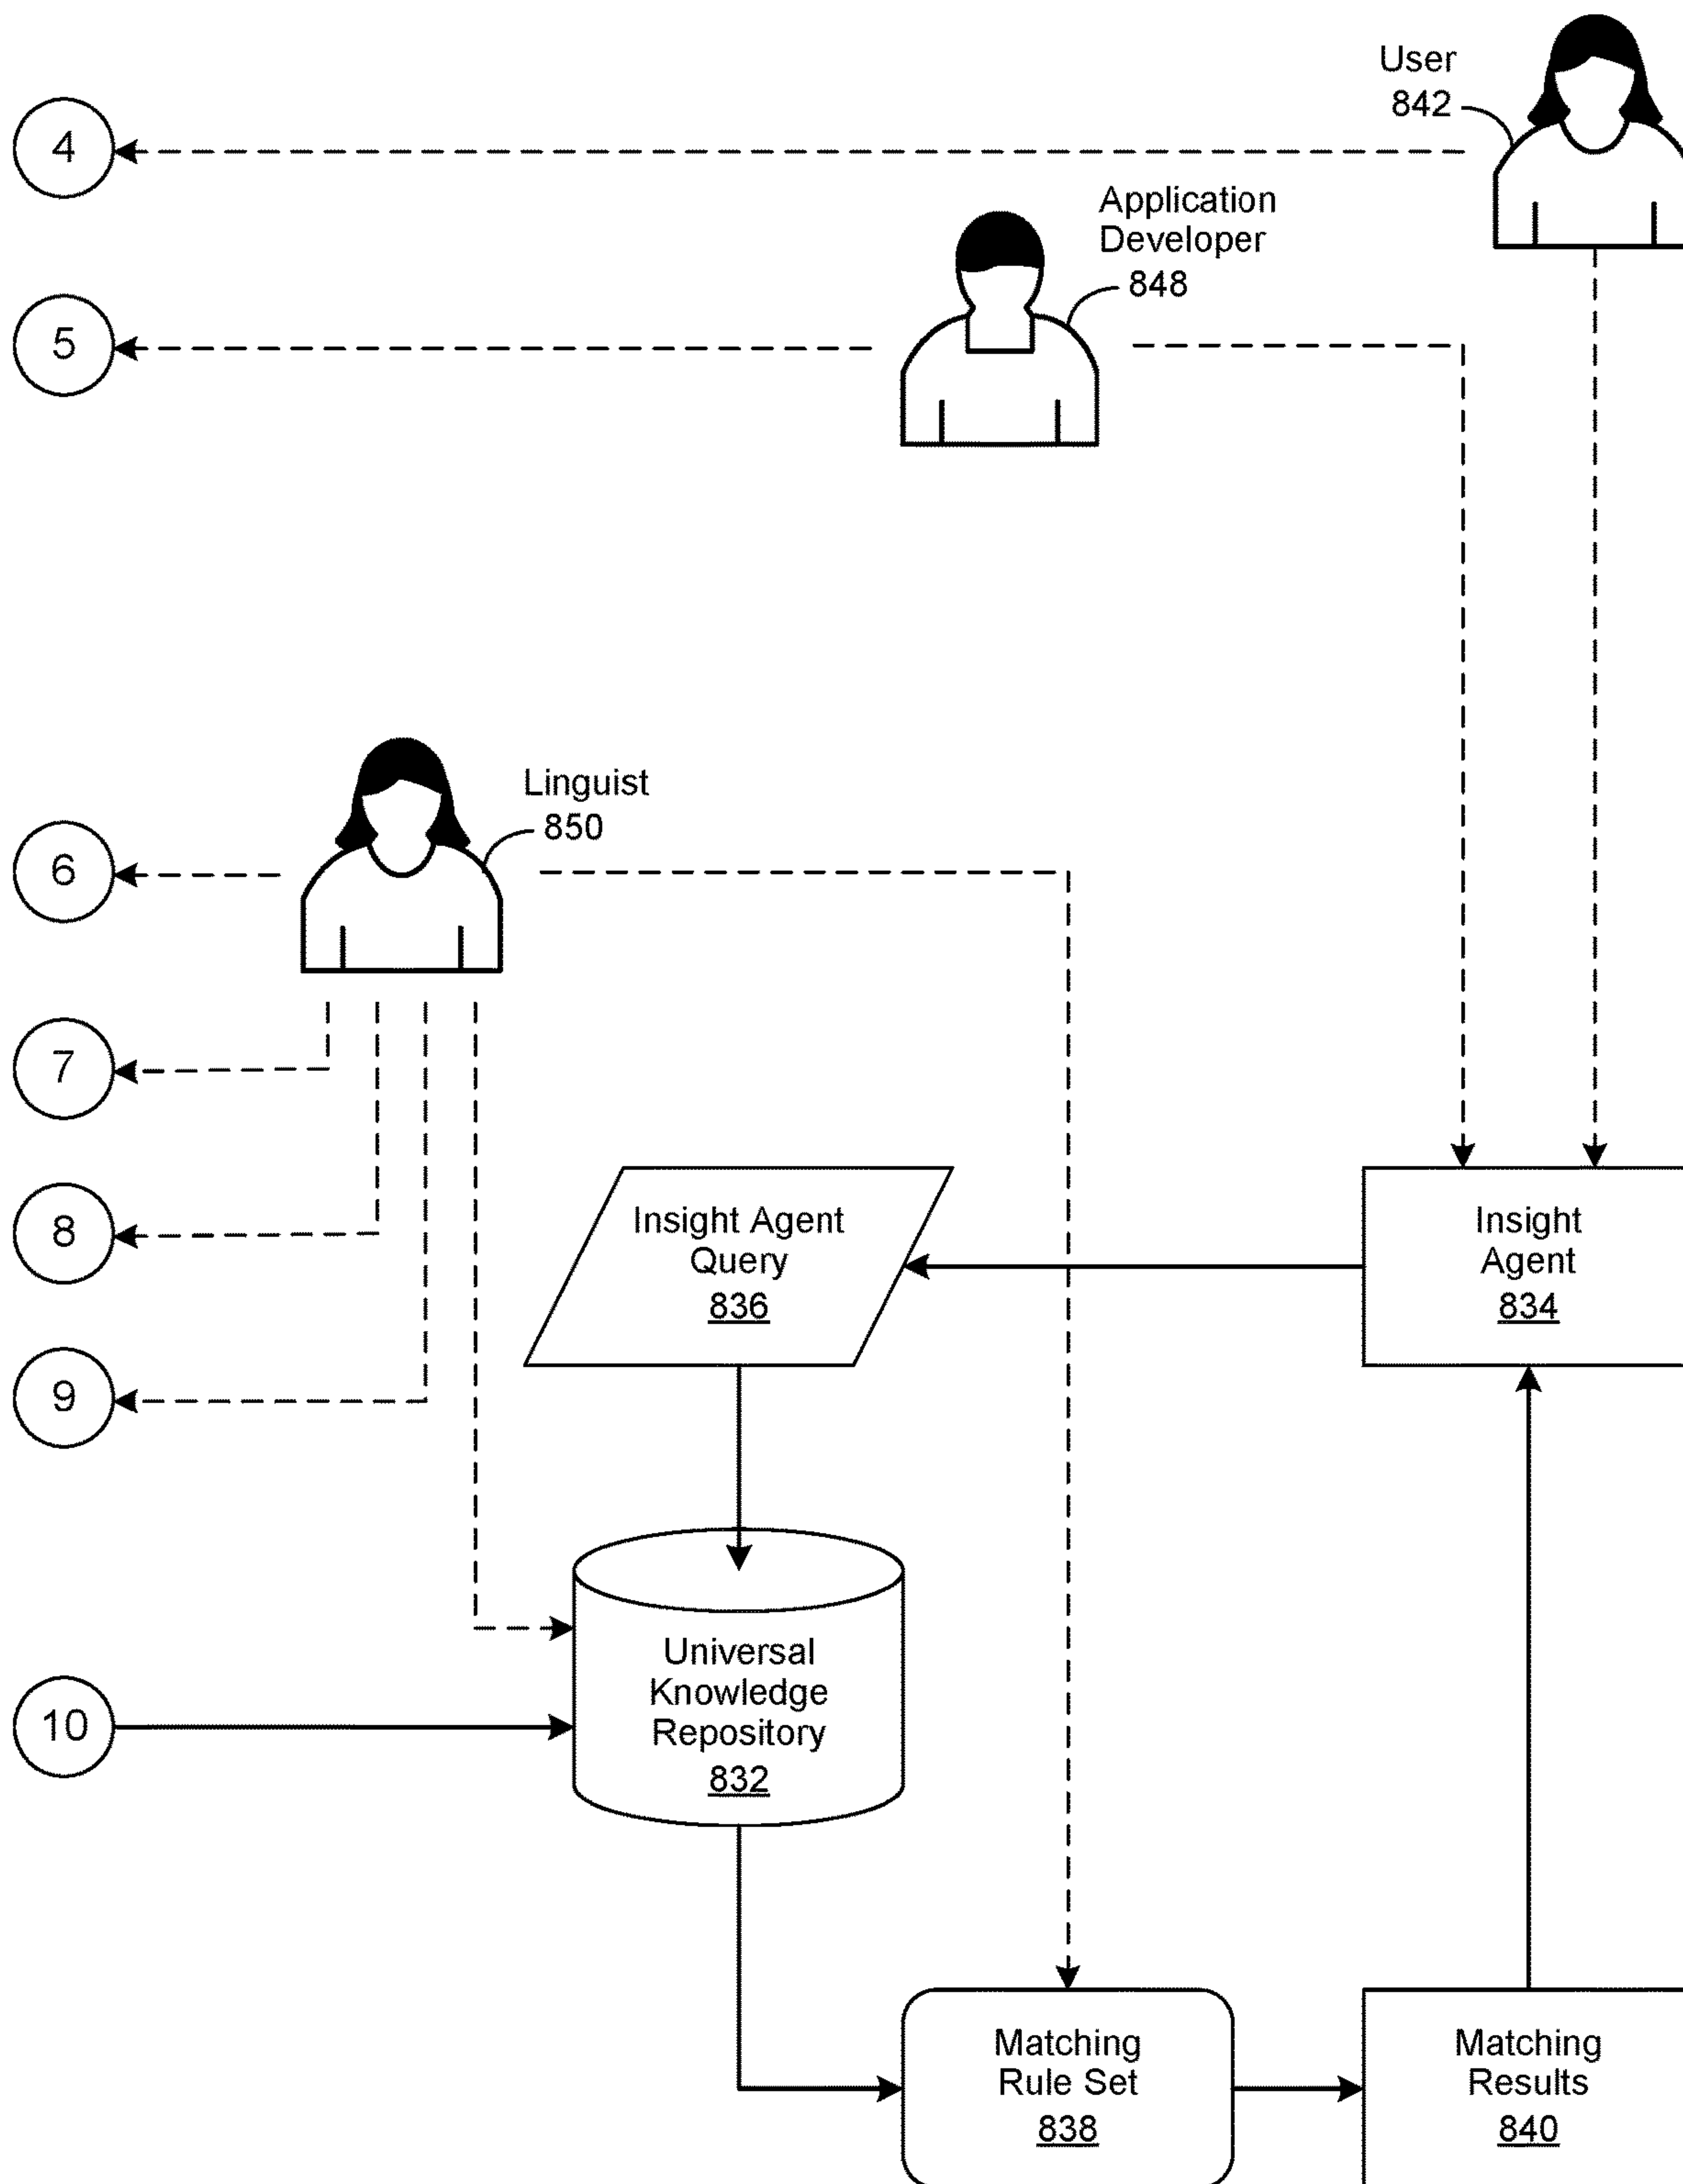 User
842
4
Application
Developer
848
5
Linguist
850
6
7
Insight Agent
Query
836
Insight
Agent
834
8
9
Universal
Knowledge
Repository
832
10
Matching
Rule Set
838
Matching
Results
840